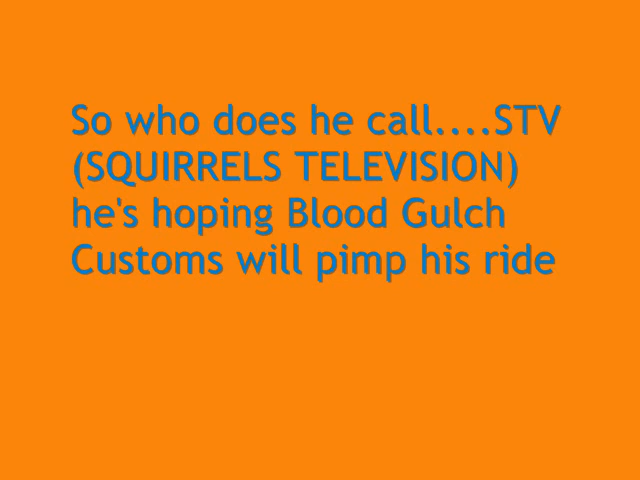 So who does he call....STV
(SQUIRRELS TELEVISION)
he's hoping Blood Gulch
Customs will pimp his ride